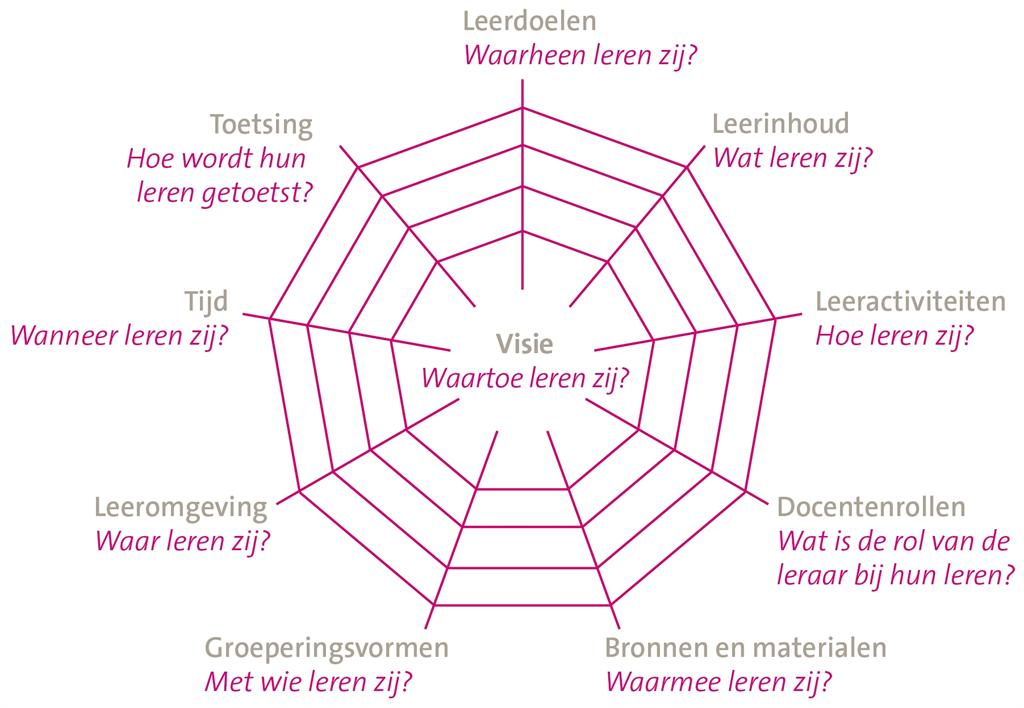 Leerdoelen
Waarheen leren zij?
Leerinhoud
Wat leren zij?
Leeractiviteiten
Hoe leren zij?
Docentenrollen
Wat is de rol van de
leraar bij hun leren?
Bronnen en materialen
Waarmee leren zij?
Groeperingsvormen
Met wie leren zij?
Leeromgeving
Waar leren zij?
Tijd
Wanneer leren zij?
Toetsing
Hoe wordt hun
leren getoetst?
Visie
Waartoe leren zij?